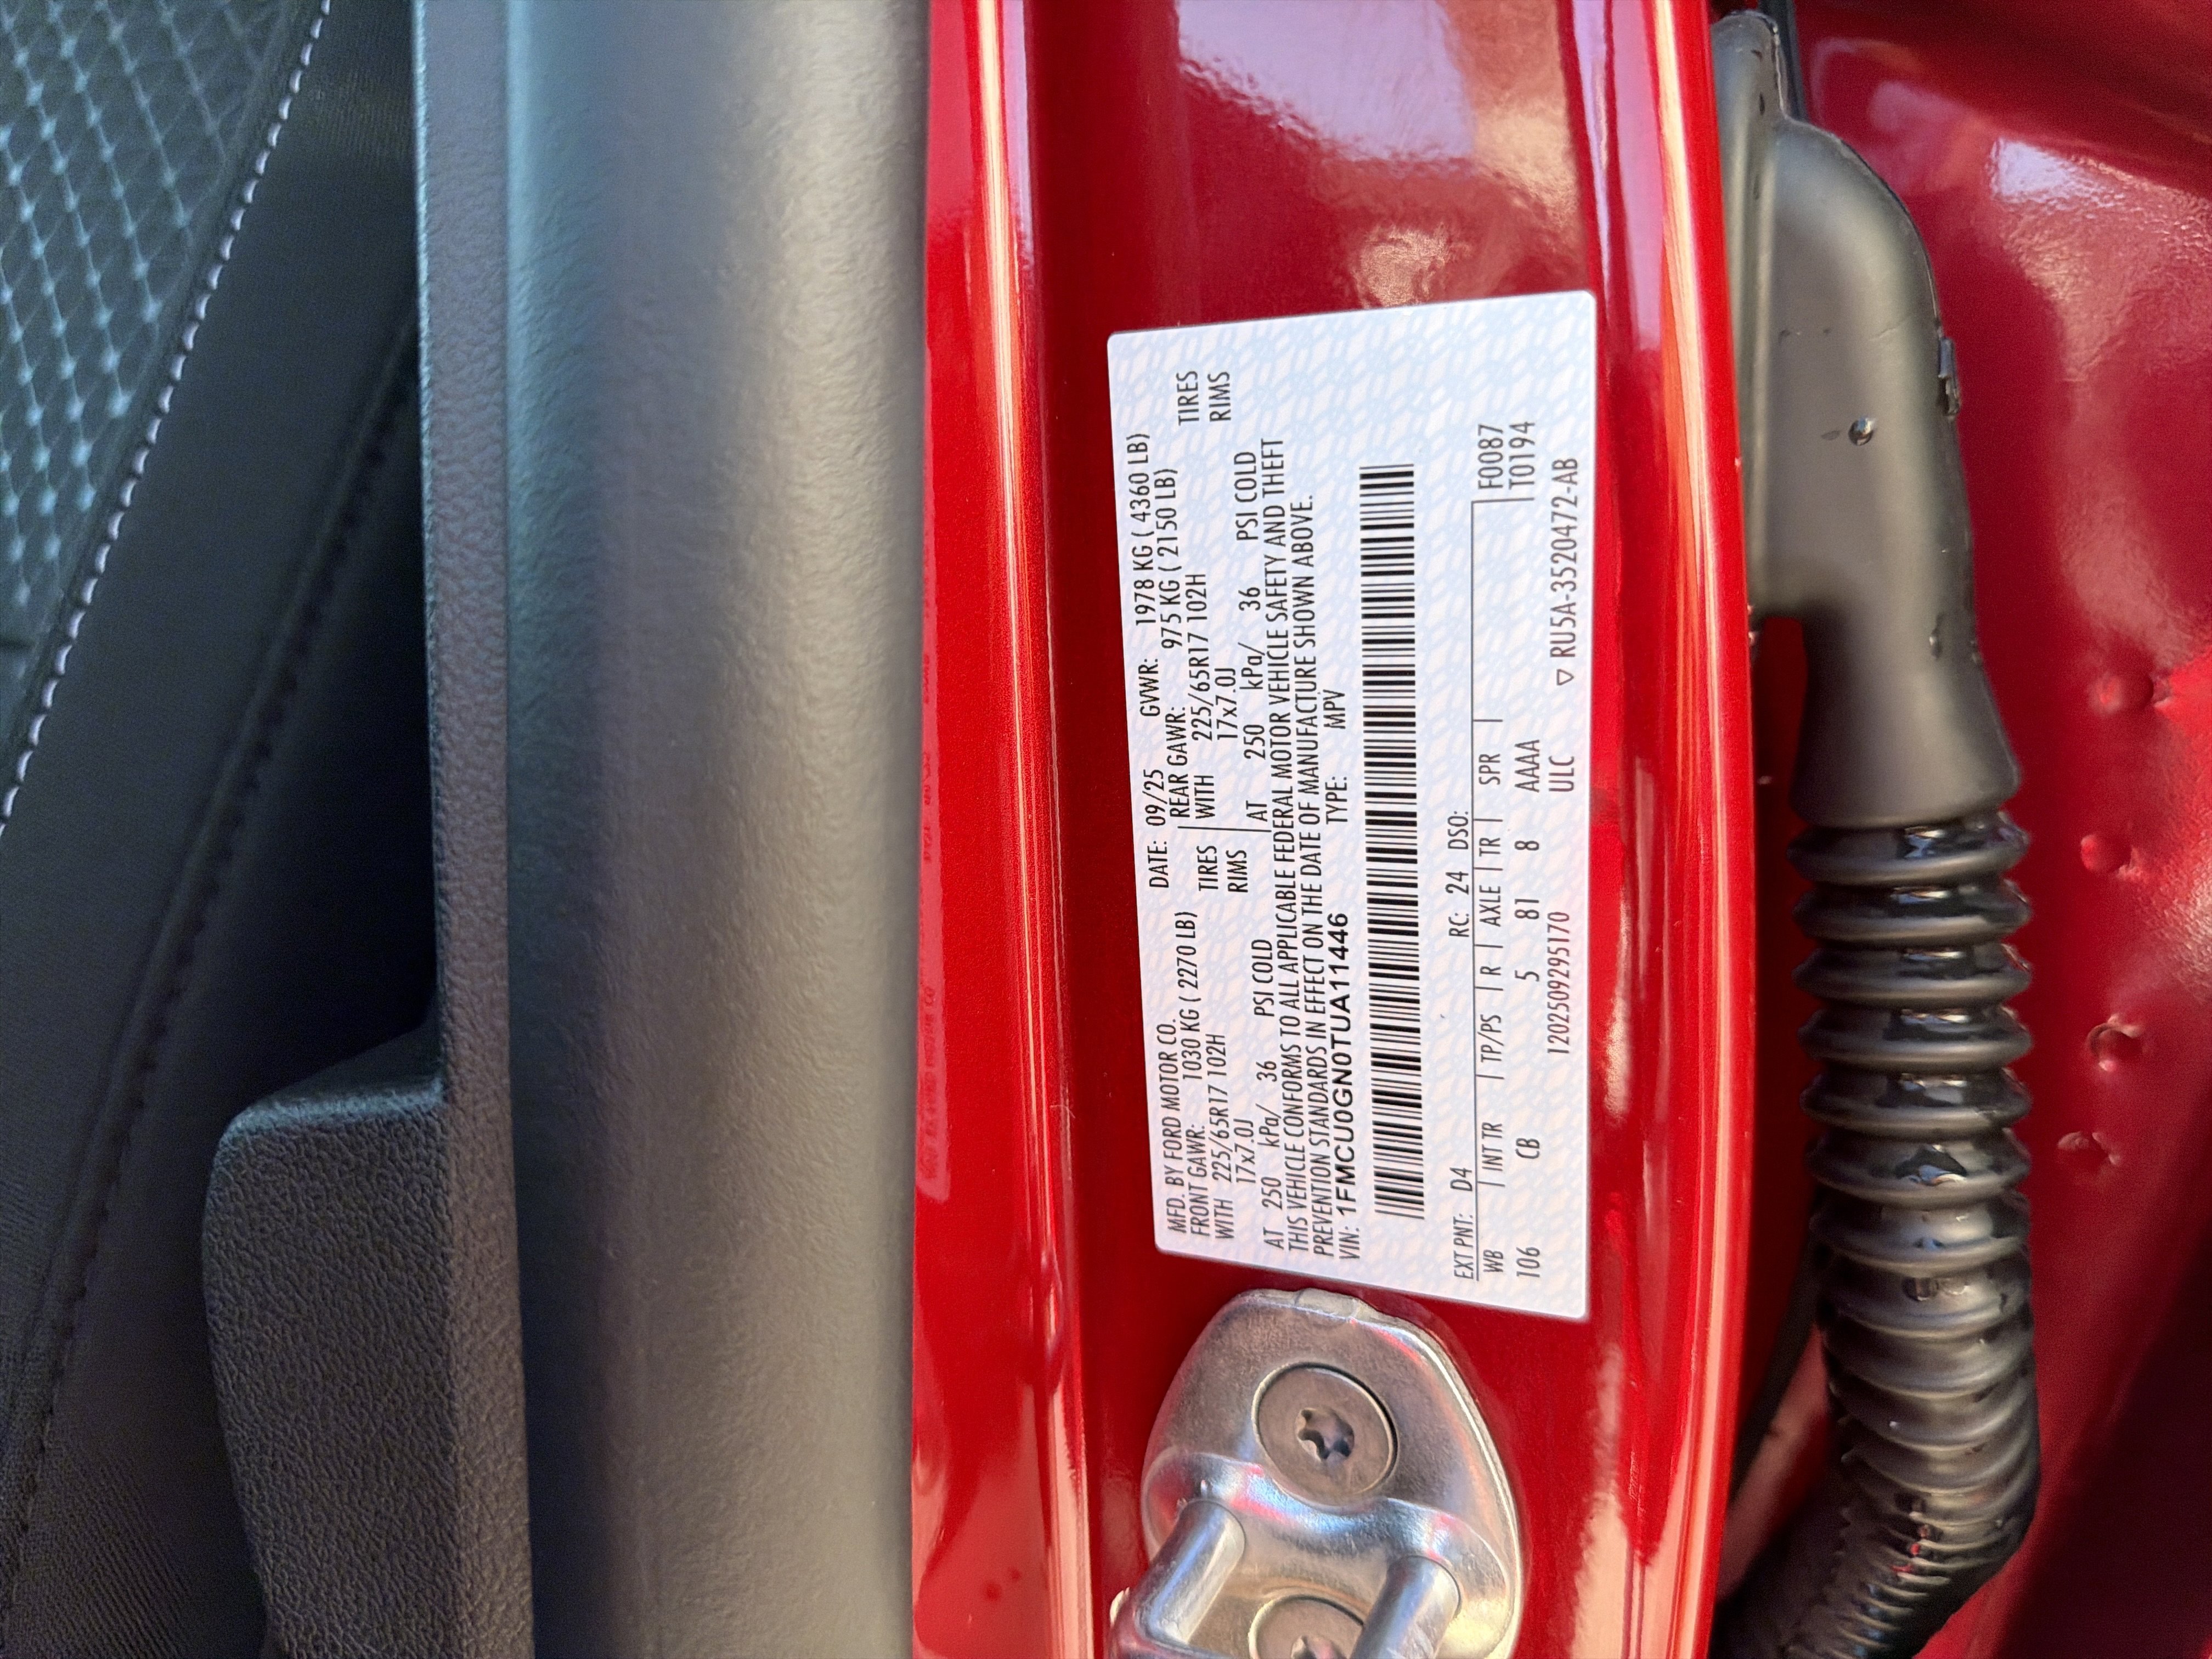 MFD. BY FORD MOTOR CO.
DATE: 09/25 GVWR: 1978 KG ( 4360 LB)
FRONT GAWR: 1030 KG ( 2270 LB) REAR GAWR: 975 KG ( 2150 LB)
WITH 225/65R17 102H TIRES WITH 225/65R17 102H TIRES
17x7.0J RIMS 17x7.0J RIMS
AT 250 kPa/ 36 PSI COLD AT 250 kPa/ 36 PSI COLD
THIS VEHICLE CONFORMS TO ALL APPLICABLE FEDERAL MOTOR VEHICLE SAFETY AND THEFT
PREVENTION STANDARDS IN EFFECT ON THE DATE OF MANUFACTURE SHOWN ABOVE.
VIN: 1FMCU0GN0TUA11446 TYPE: MPV
EXT PNT: D4 RC: 24 DSO:
WB INT TR TP/PS R AXLE TR SPR F0087
106 CB 5 81 8 AAAA T0194
120250929517​0 ULC ▽ RU5A-3520472-AB